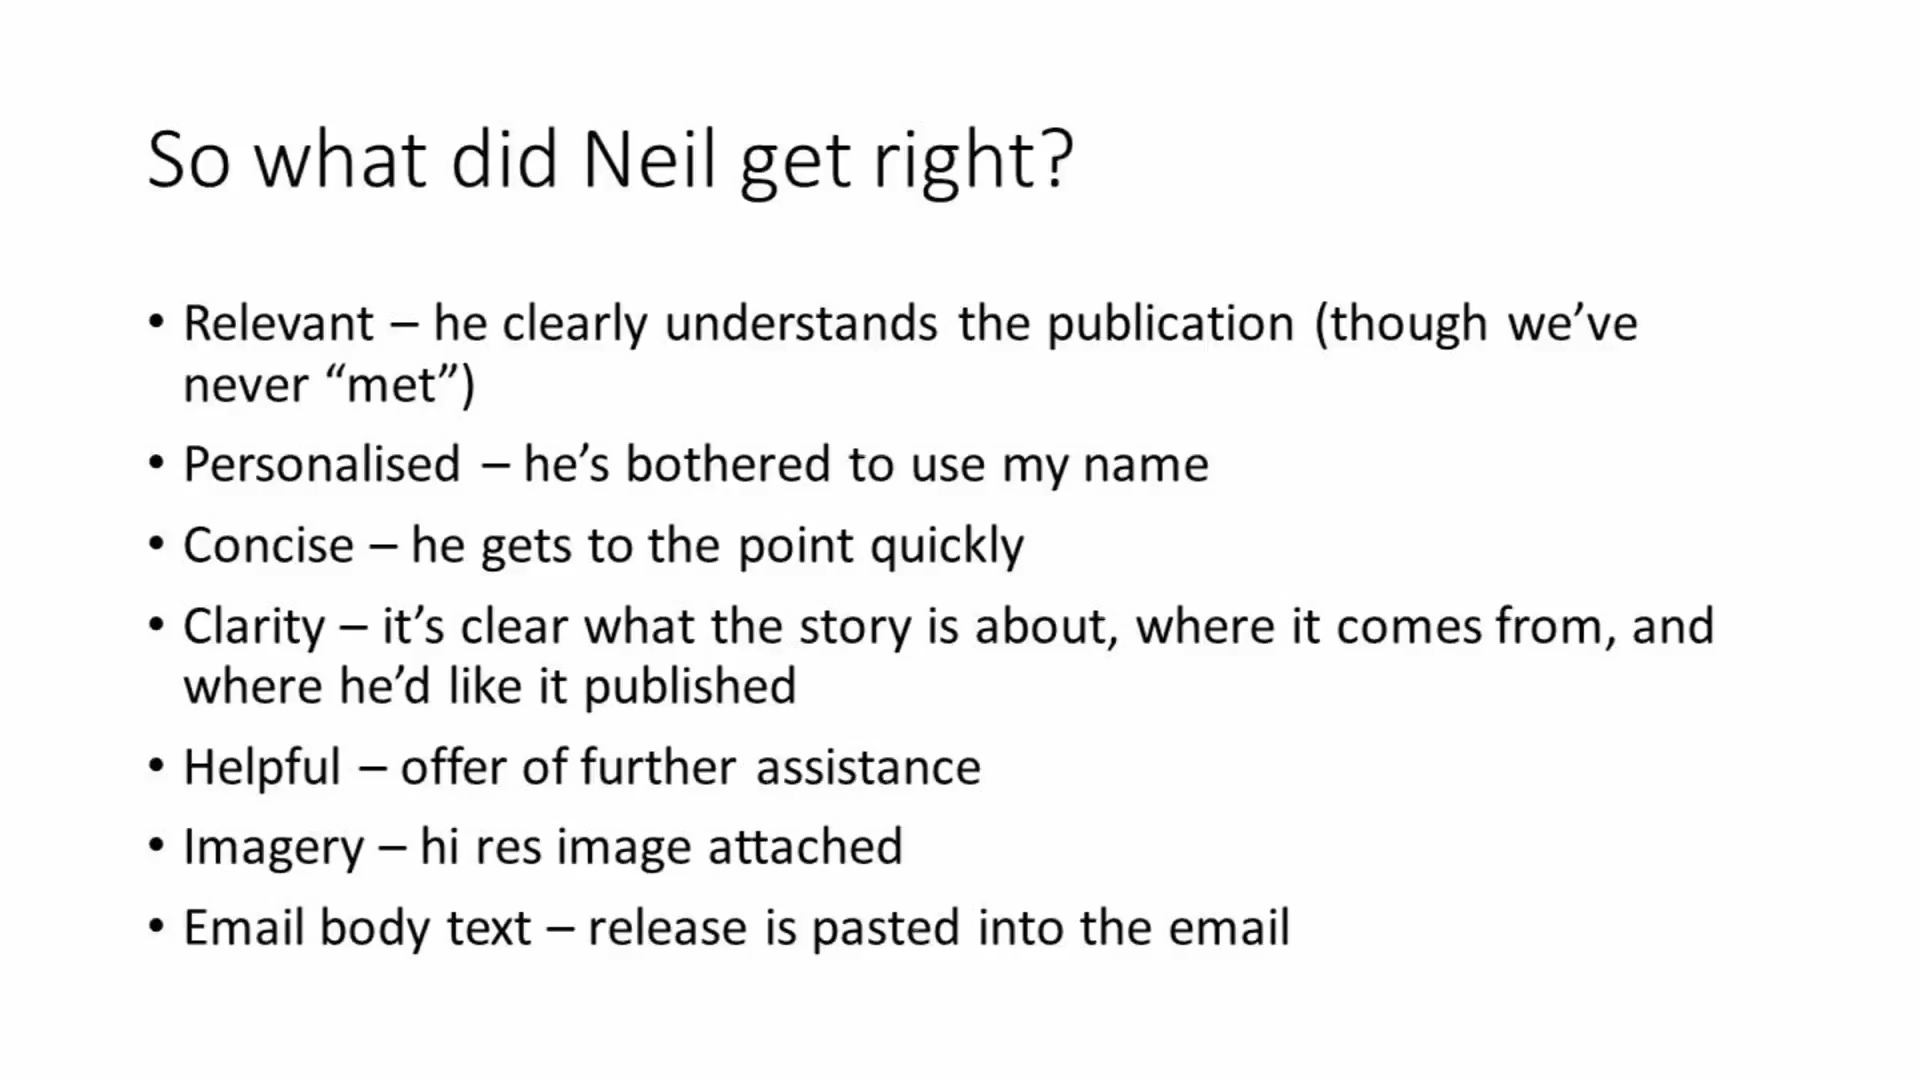 So what did Neil get right?
• Relevant – he clearly understands the publication (though we’ve
never “met”)
• Personalised – he’s bothered to use my name
• Concise – he gets to the point quickly
• Clarity – it’s clear what the story is about, where it comes from, and
where he’d like it published
• Helpful – offer of further assistance
• Imagery – hi res image attached
• Email body text – release is pasted into the email